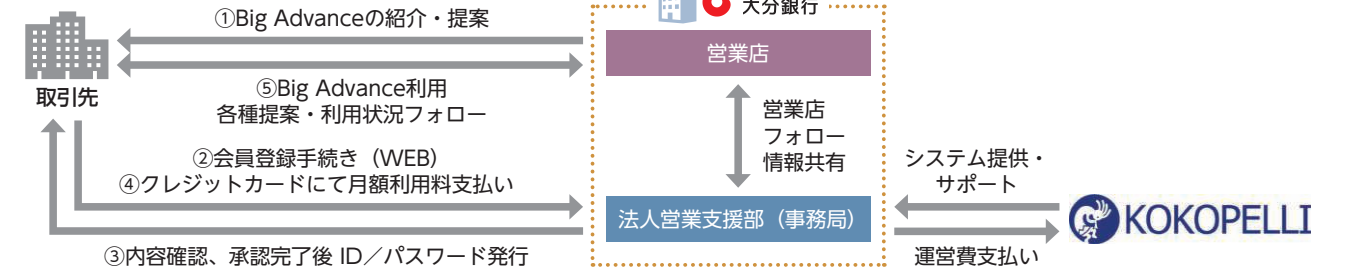 ①Big Advanceの紹介・提案
大分銀行
営業店
取引先
⑤Big Advance利用
各種提案・利用状況フォロー
営業店
フォロー
情報共有
②会員登録手続き（WEB）
④クレジットカードにて月額利用料支払い
システム提供・
サポート
法人営業支援部（事務局）
KOKOPELLI
③内容確認、承認完了後 ID／パスワード発行
運営費支払い